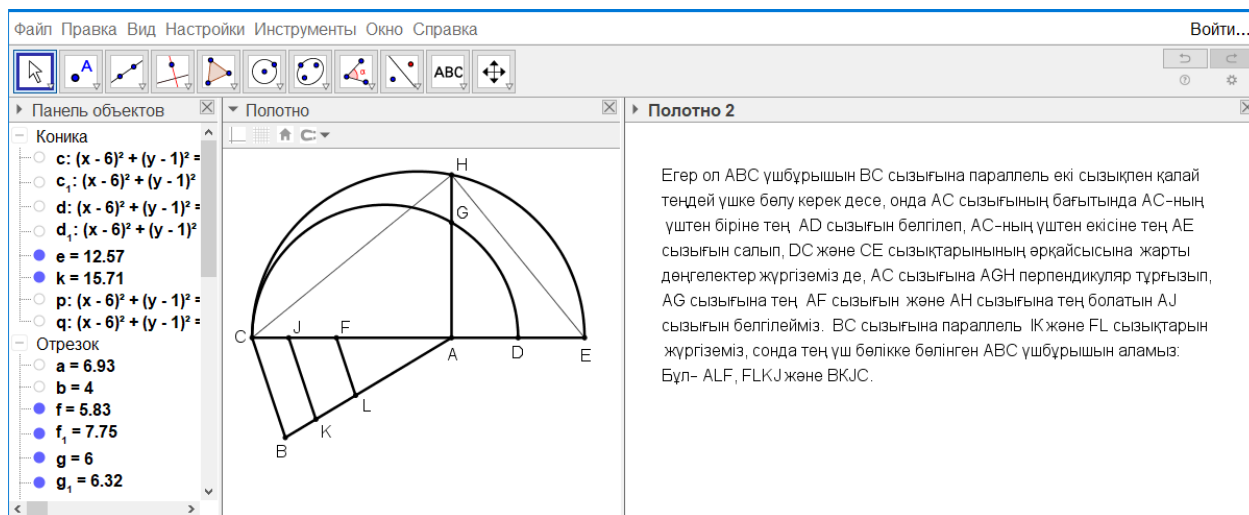 Файл Правка Вид Настройки Инструменты Окно Справка
Войти...
A
ABC
Панель объектов
Полотно
Полотно 2
Коника
c: (x - 6)² + (y - 1)² =
c₁: (x - 6)² + (y - 1)²
d: (x - 6)² + (y - 1)² =
d₁: (x - 6)² + (y - 1)²
e = 12.57
k = 15.71
p: (x - 6)² + (y - 1)² =
q: (x - 6)² + (y - 1)² =
Отрезок
a = 6.93
b = 4
f = 5.83
f₁ = 7.75
g = 6
g₁ = 6.32
H
G
C
J
F
A
D
E
L
K
B
Егер ол ABC үшбұрышын BC сызығына параллель екі сызықпен қалай
теңдей үшке бөлу керек десе, онда AC сызығының бағытында AC-ның
үштен біріне тең AD сызығын белгілеп, AC-ның үштен екісіне тең AE
сызығын салып, DC және CE сызықтарынының әрқайсысына жарты
дөңгелектер жүргіземіз де, AC сызығына AGH перпендикуляр тұрғызып,
AG сызығына тең AF сызығын және AH сызығына тең болатын AJ
сызығын белгілейміз. BC сызығына параллель IK және FL сызықтарын
жүргіземіз, сонда тең үш бөлікке бөлінген ABC үшбұрышын аламыз:
Бұл- ALF, FLKJ және BKJC.